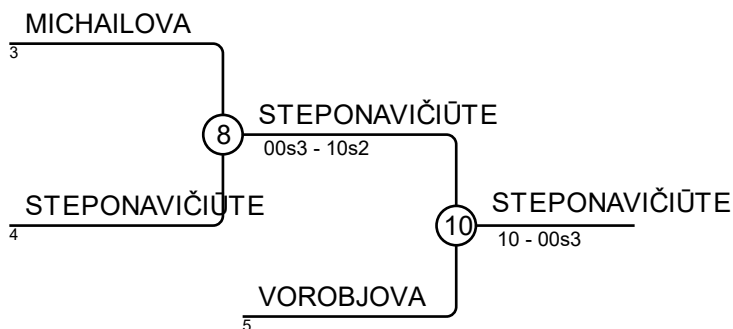 MICHAILOVA
3
8
STEPONAVIČIŪTE
00s3 - 10s2
STEPONAVIČIŪTE
4
10
STEPONAVIČIŪTE
10 - 00s3
VOROBJOVA
5